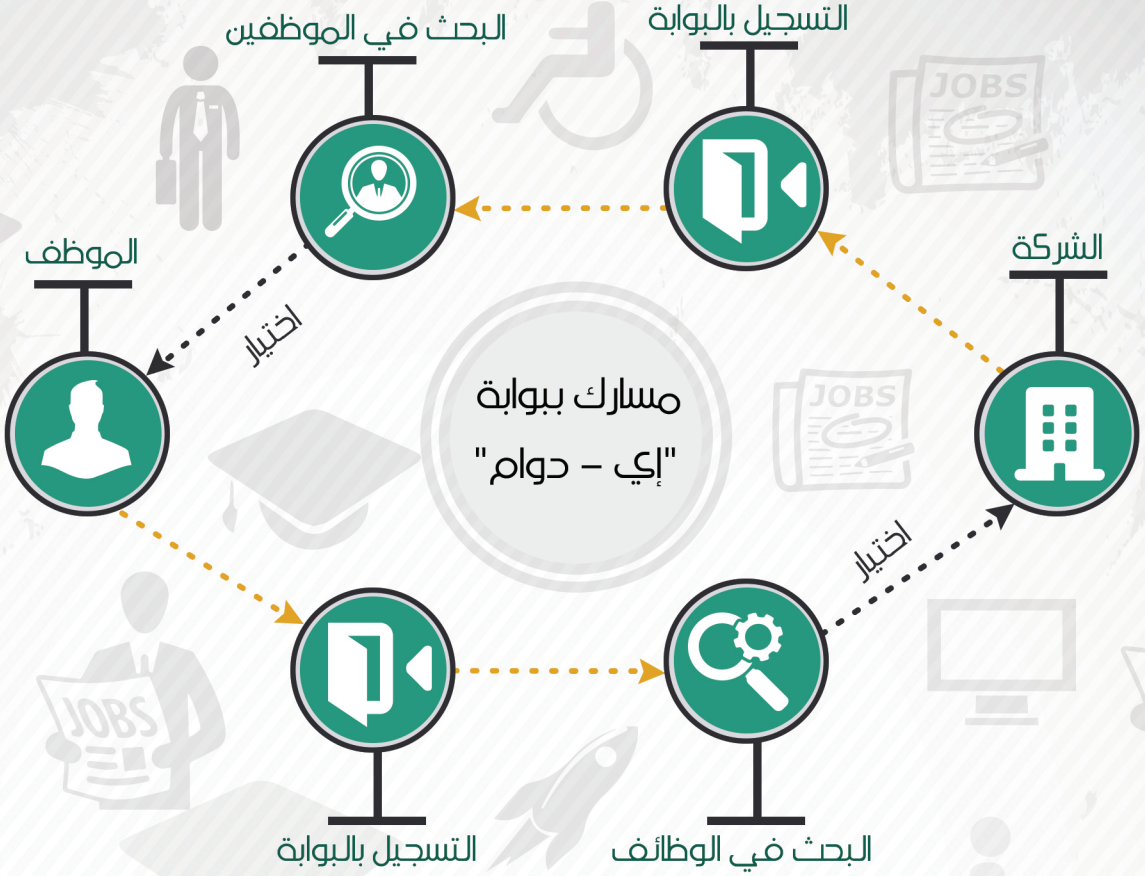 التسجيل بالبوابة
البحث في الموظفين
JOBS
الشركة
الموظف
اختيار
مسارك ببوابة
"إي – دوام"
JOBS
اختيار
JOBS
التسجيل بالبوابة
البحث في الوظائف